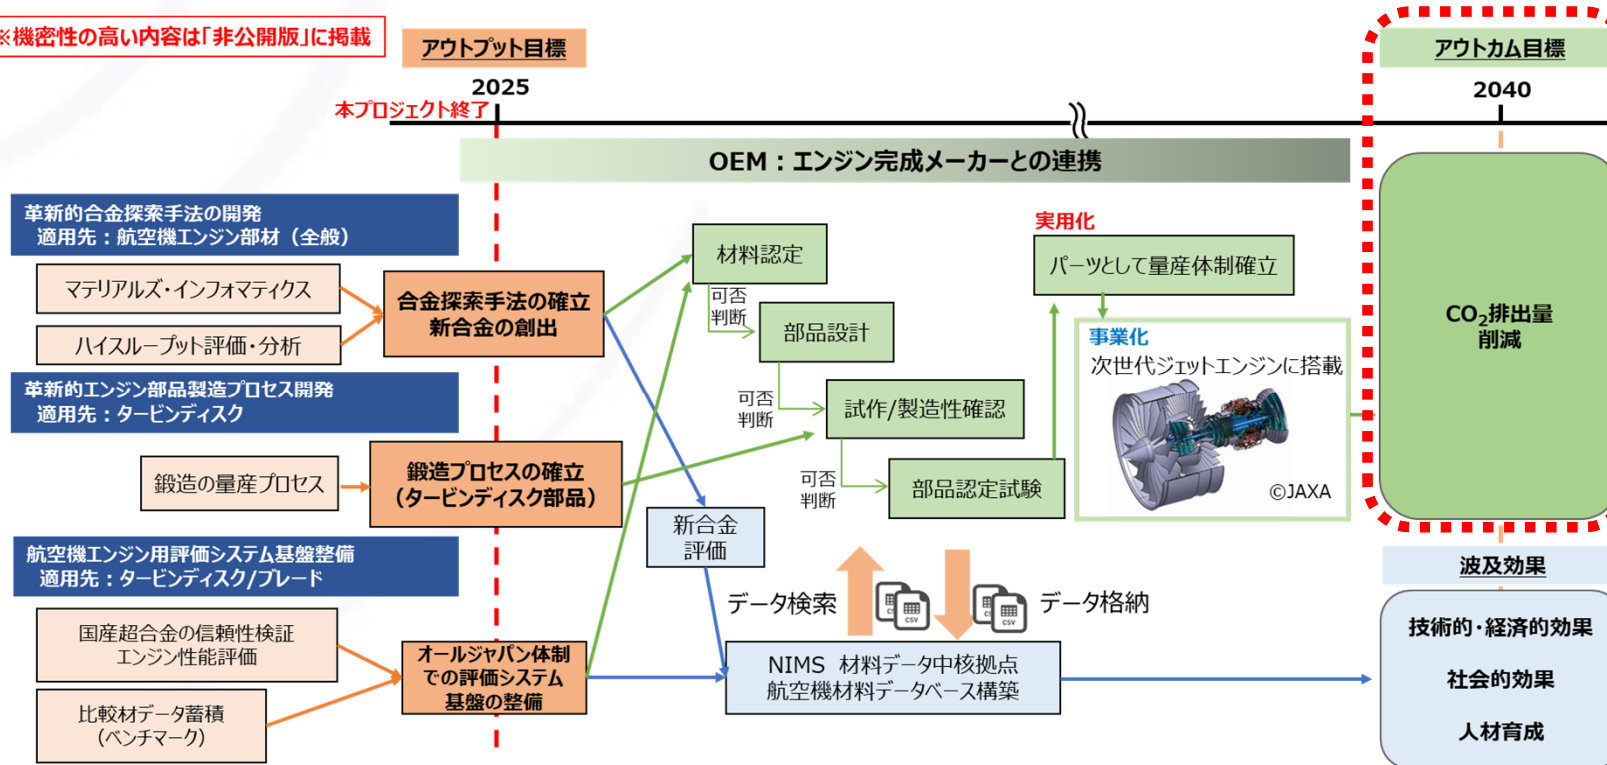 ※機密性の高い内容は「非公開版」に掲載
アウトプット目標
2025
本プロジェクト終了
アウトカム目標
2040
OEM：エンジン完成メーカーとの連携
革新的合金探索手法の開発
適用先：航空機エンジン部材（全般）
マテリアルズ・インフォマティクス
ハイスループット評価・分析
合金探索手法の確立
新合金の創出
革新的エンジン部品製造プロセス開発
適用先：タービンディスク
鍛造の量産プロセス
鍛造プロセスの確立
（タービンディスク部品）
航空機エンジン用評価システム基盤整備
適用先：タービンディスク/ブレード
国産超合金の信頼性検証
エンジン性能評価
比較材データ蓄積
（ベンチマーク）
オールジャパン体制
での評価システム
基盤の整備
材料認定
可否
判断
部品設計
可否
判断
試作/製造性確認
可否
判断
部品認定試験
実用化
パーツとして量産体制確立
事業化
次世代ジェットエンジンに搭載
©JAXA
新合金
評価
データ検索
CSV
CSV
データ格納
NIMS 材料データ中核拠点
航空機材料データベース構築
CO₂排出量
削減
波及効果
技術的・経済的効果
社会的効果
人材育成